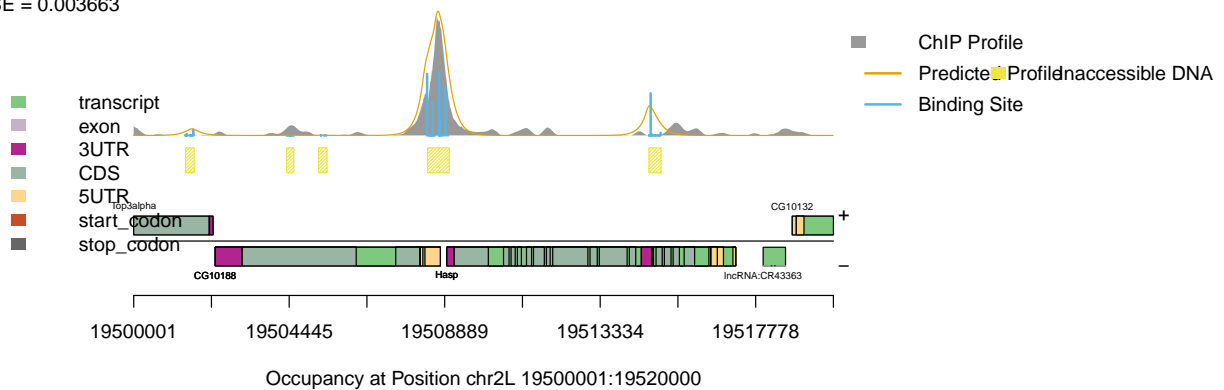 SE = 0.003663
ChIP Profile
Predicted Profile
Inaccessible DNA
Binding Site
transcript
exon
3UTR
CDS
5UTR
start_codon
stop_codon
Top3alpha
CG10132
+
CG10188
Hasp
lncRNA:CR43363
−
19500001 19504445 19508889 19513334 19517778
Occupancy at Position chr2L 19500001:19520000